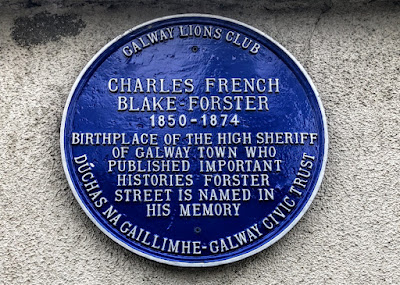 GALWAY LIONS CLUB
CHARLES FRENCH
BLAKE-FORSTER
1850-1874
BIRTHPLACE OF THE HIGH SHERIFF
OF GALWAY TOWN WHO
PUBLISHED IMPORTANT
HISTORIES FORSTER
STREET IS NAMED IN
HIS MEMORY
DÚCHAS NA GAILLIMHE-GALWAY CIVIC TRUST